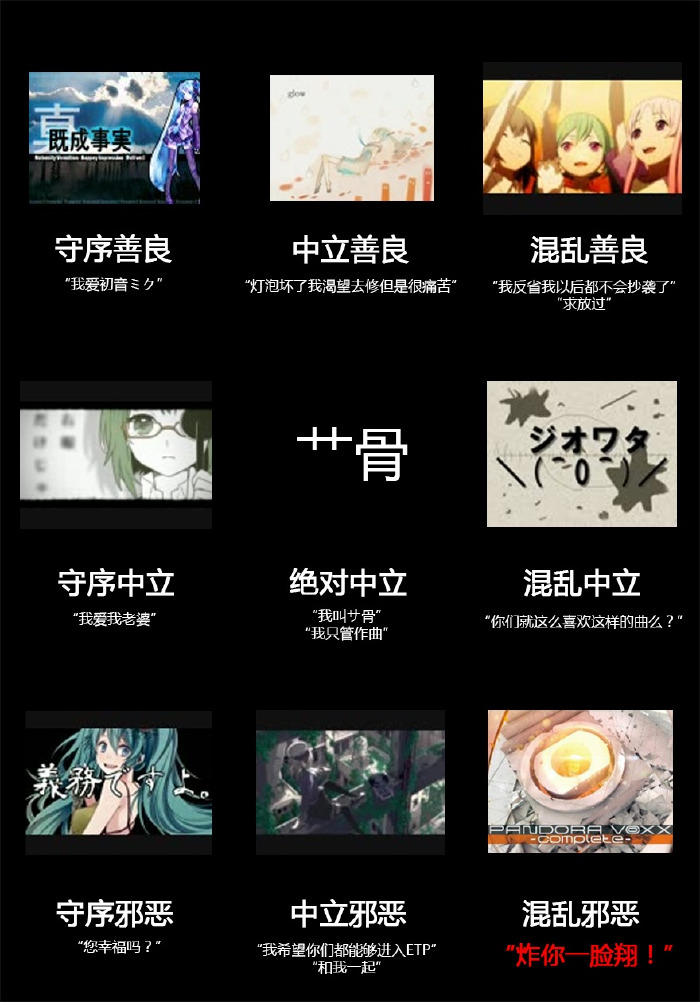 真
既成事実
glow
守序善良
中立善良
混乱善良
“我爱初音ミク”
“灯泡坏了我渴望去修但是很痛苦”
“我反省我以后都不会抄袭了”
“求放过”
ジオワタ
＼(＾0＾)／
艹骨
守序中立
绝对中立
混乱中立
“我爱我老婆”
“我叫サ骨”
“我只管作曲”
“你们就这么喜欢这样的曲么？”
義務ですよ。
PANDORA VOXX
-complete-
守序邪恶
中立邪恶
混乱邪恶
“您幸福吗？”
“我希望你们都能够进入ETP”
“和我一起”
“炸你一脸翔！”